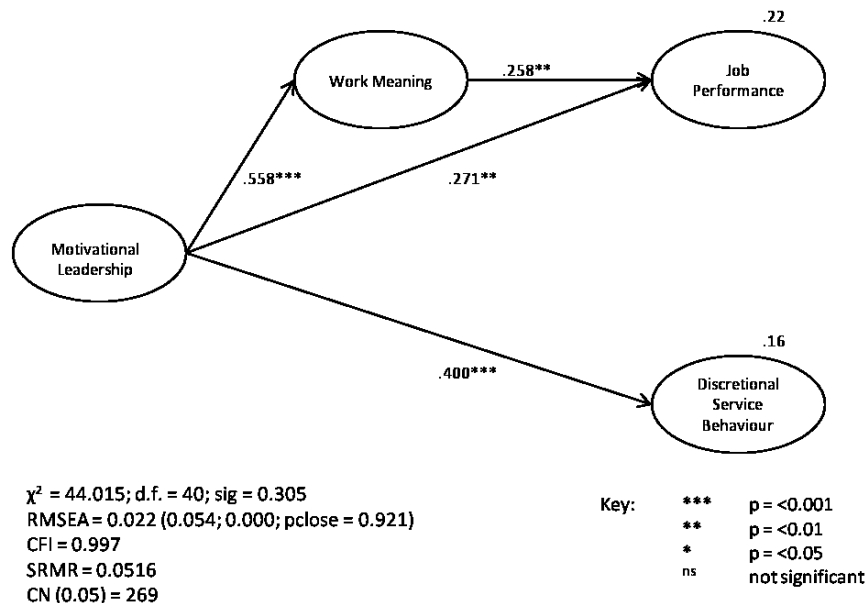 .22
Work Meaning
.258**
Job
Performance
.558***
.271**
Motivational
Leadership
.16
.400***
Discretional
Service
Behaviour
χ² = 44.015; d.f. = 40; sig = 0.305
RMSEA = 0.022 (0.054; 0.000; pclose = 0.921)
CFI = 0.997
SRMR = 0.0516
CN (0.05) = 269
Key: *** p = <0.001
** p = <0.01
* p = <0.05
ns not significant